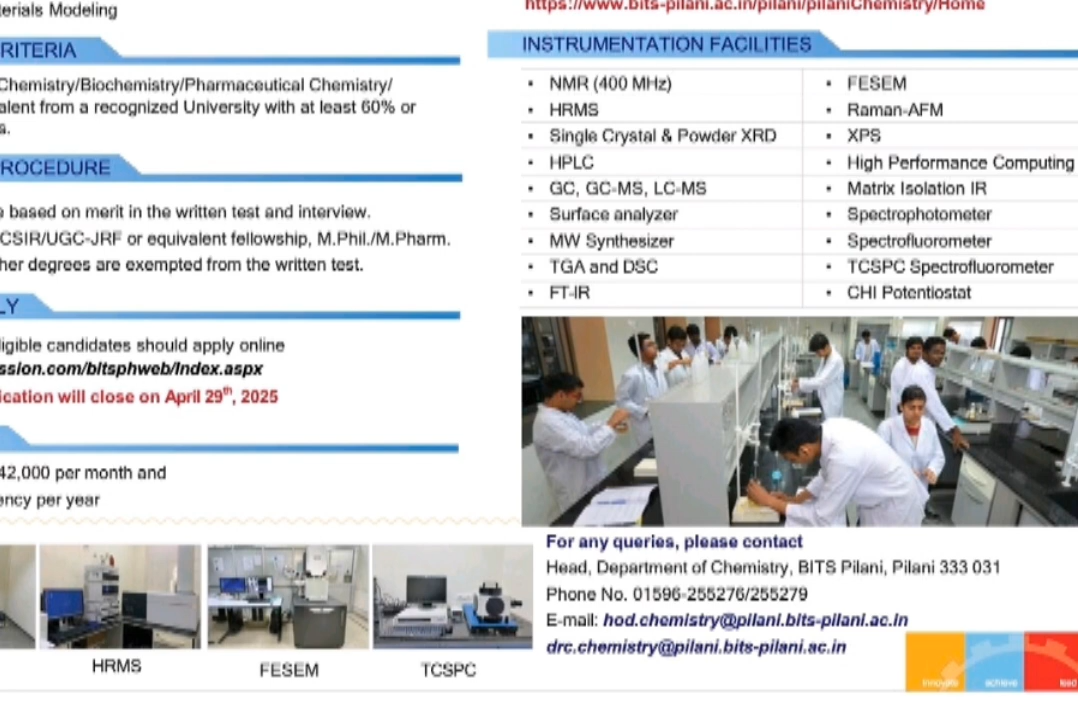 terials Modeling
RITERIA
Chemistry/Biochemistry/Pharmaceutical Chemistry/
alent from a recognized University with at least 60% or
s.
ROCEDURE
e based on merit in the written test and interview.
CSIR/UGC-JRF or equivalent fellowship, M.Phil./M.Pharm.
her degrees are exempted from the written test.
LY
ligible candidates should apply online
ssion.com/bitsphweb/Index.aspx
ication will close on April 29th, 2025
42,000 per month and
ency per year
HRMS
FESEM
TCSPC
https://www.bits-pilani.ac.in/pilani/pilaniChemistry/Home
INSTRUMENTATION FACILITIES
• NMR (400 MHz)
• HRMS
• Single Crystal & Powder XRD
• HPLC
• GC, GC-MS, LC-MS
• Surface analyzer
• MW Synthesizer
• TGA and DSC
• FT-IR
• FESEM
• Raman-AFM
• XPS
• High Performance Computing
• Matrix Isolation IR
• Spectrophotometer
• Spectrofluorometer
• TCSPC Spectrofluorometer
• CHI Potentiostat
For any queries, please contact
Head, Department of Chemistry, BITS Pilani, Pilani 333 031
Phone No. 01596-255276/255279
E-mail: hod.chemistry@pilani.bits-pilani.ac.in
drc.chemistry@pilani.bits-pilani.ac.in
innovate achieve lead